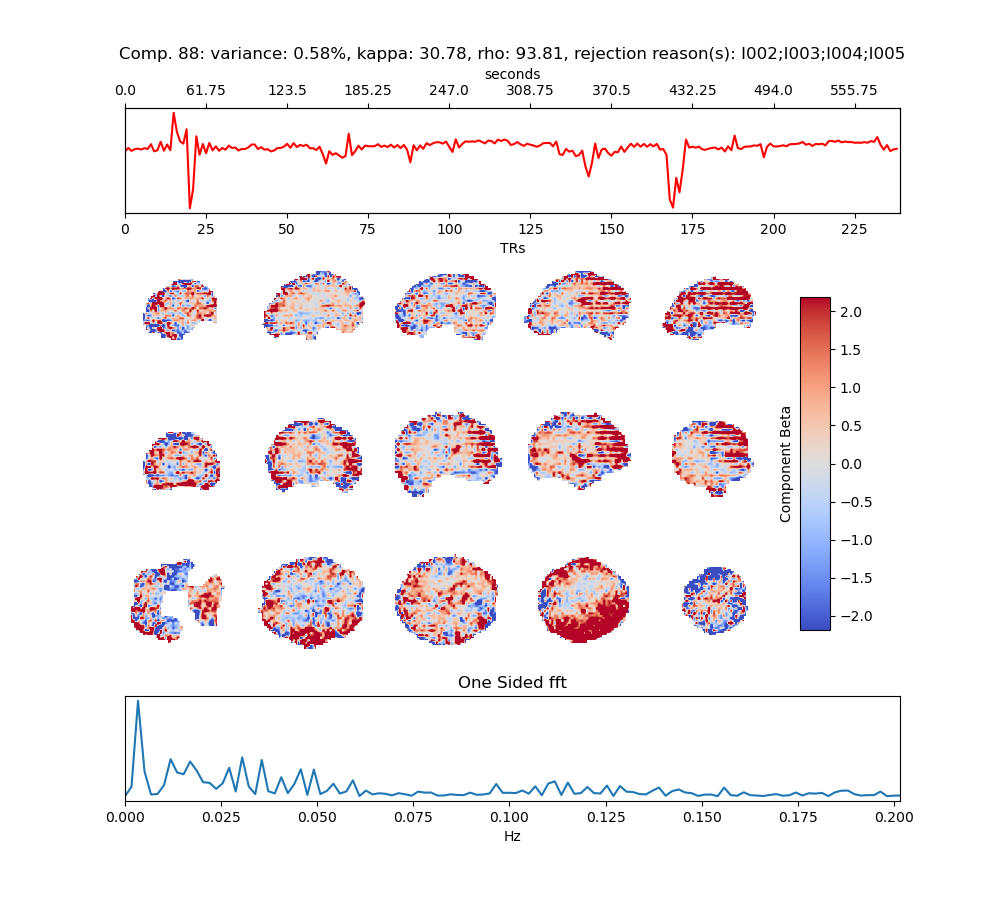 Comp. 88: variance: 0.58%, kappa: 30.78, rho: 93.81, rejection reason(s): I002;I003;I004;I005
seconds
0.0 61.75 123.5 185.25 247.0 308.75 370.5 432.25 494.0 555.75
0 25 50 75 100 125 150 175 200 225
TRs
2.0
1.5
1.0
0.5
0.0
−0.5
−1.0
−1.5
−2.0
Component Beta
One Sided fft
0.000 0.025 0.050 0.075 0.100 0.125 0.150 0.175 0.200
Hz